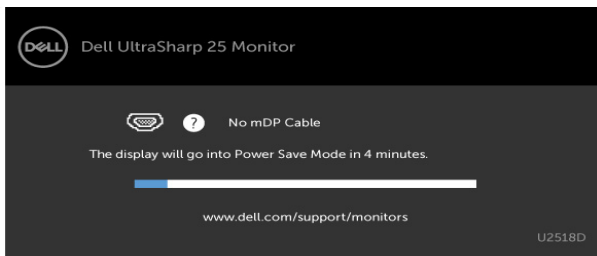 DELL
Dell UltraSharp 25 Monitor
? No mDP Cable
The display will go into Power Save Mode in 4 minutes.
www.dell.com/support/monitors
U2518D